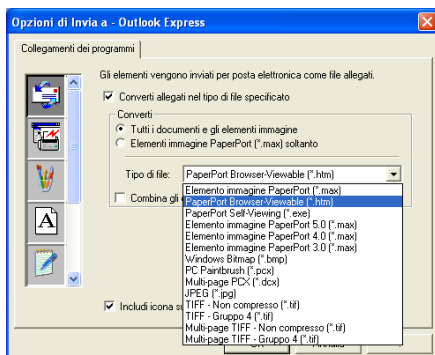 Opzioni di Invia a - Outlook Express
Collegamento dei programmi
Gli elementi vengono inviati per posta elettronica come file allegati.
Converti allegati nel tipo di file specificato
Converti
Tutti i documenti e gli elementi immagine
Elementi immagine PaperPort (*.max) soltanto
Tipo di file: PaperPort Browser-Viewable (*.htm)
Combina gli
Elemento immagine PaperPort (*.max)
PaperPort Browser-Viewable (*.htm)
PaperPort Self-Viewing (*.exe)
Elemento immagine PaperPort 5.0 (*.max)
Elemento immagine PaperPort 4.0 (*.max)
Elemento immagine PaperPort 3.0 (*.max)
Windows Bitmap (*.bmp)
PC Paintbrush (*.pcx)
Multi-page PCX (*.dcx)
JPEG (*.jpg)
TIFF - Non compresso (*.tif)
TIFF - Gruppo 4 (*.tif)
Multi-page TIFF - Non compresso (*.tif)
Multi-page TIFF - Gruppo 4 (*.tif)
Includi icona
A